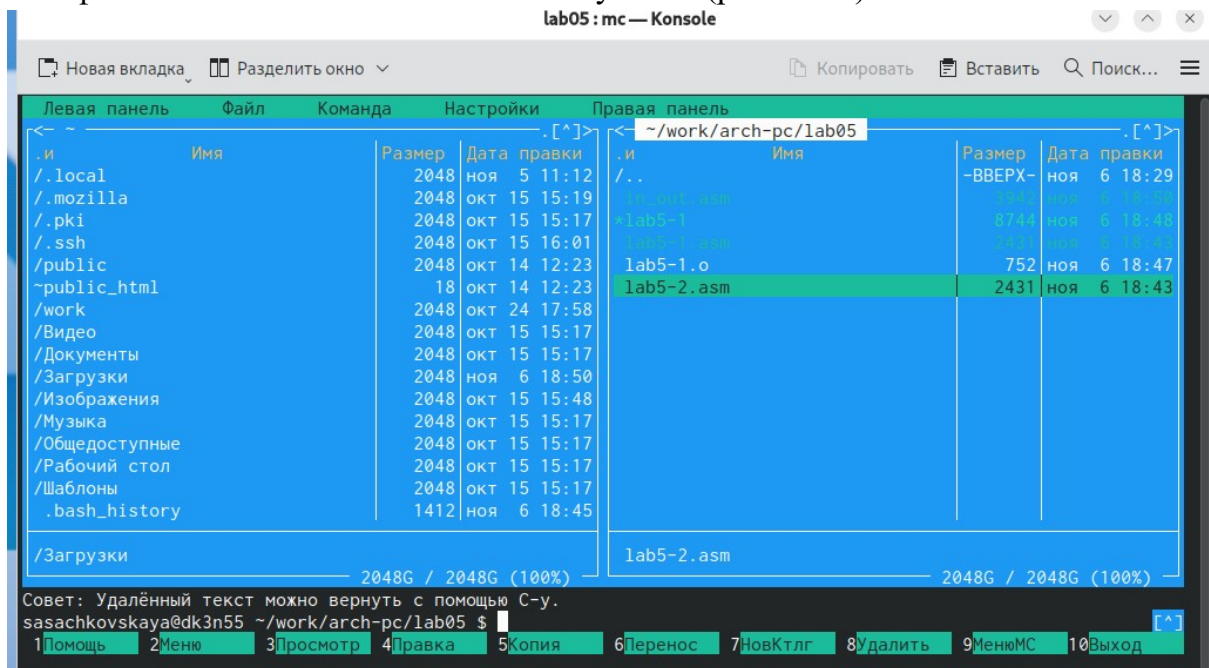 lab05 : mc — Konsole
Новая вкладка Разделить окно Копировать Вставить Поиск...
Левая панель Файл Команда Настройки Правая панель
<— ~ .[^]> <— ~/work/arch-pc/lab05 .[^]>
.и Имя Размер Дата правки .и Имя Размер Дата правки
/.local 2048 ноя 5 11:12 /.. -ВВЕРХ- ноя 6 18:29
/.mozilla 2048 окт 15 15:19 in_out.asm 3942 ноя 6 18:50
/.pki 2048 окт 15 15:17 *lab5-1 8744 ноя 6 18:48
/.ssh 2048 окт 15 16:01 lab5-1.asm 2431 ноя 6 18:43
/public 2048 окт 14 12:23 lab5-1.o 752 ноя 6 18:47
~public_html 18 окт 14 12:23 lab5-2.asm 2431 ноя 6 18:43
/work 2048 окт 24 17:58
/Видео 2048 окт 15 15:17
/Документы 2048 окт 15 15:17
/Загрузки 2048 ноя 6 18:50
/Изображения 2048 окт 15 15:48
/Музыка 2048 окт 15 15:17
/Общедоступные 2048 окт 15 15:17
/Рабочий стол 2048 окт 15 15:17
/Шаблоны 2048 окт 15 15:17
.bash_history 1412 ноя 6 18:45
/Загрузки lab5-2.asm
2048G / 2048G (100%) 2048G / 2048G (100%)
Совет: Удалённый текст можно вернуть с помощью C-y.
sasachkovskaya@dk3n55 ~/work/arch-pc/lab05 $ [^]
1Помощь 2Меню 3Просмотр 4Правка 5Копия 6Перенос 7НовКтлг 8Удалить 9МенюМС 10Выход